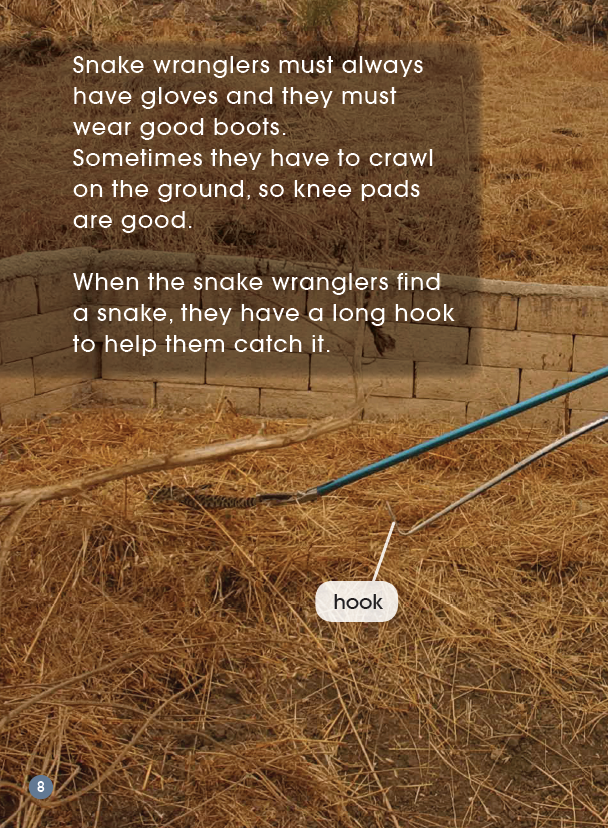 Snake wranglers must always
have gloves and they must
wear good boots.
Sometimes they have to crawl
on the ground, so knee pads
are good.
When the snake wranglers find
a snake, they have a long hook
to help them catch it.
hook
8